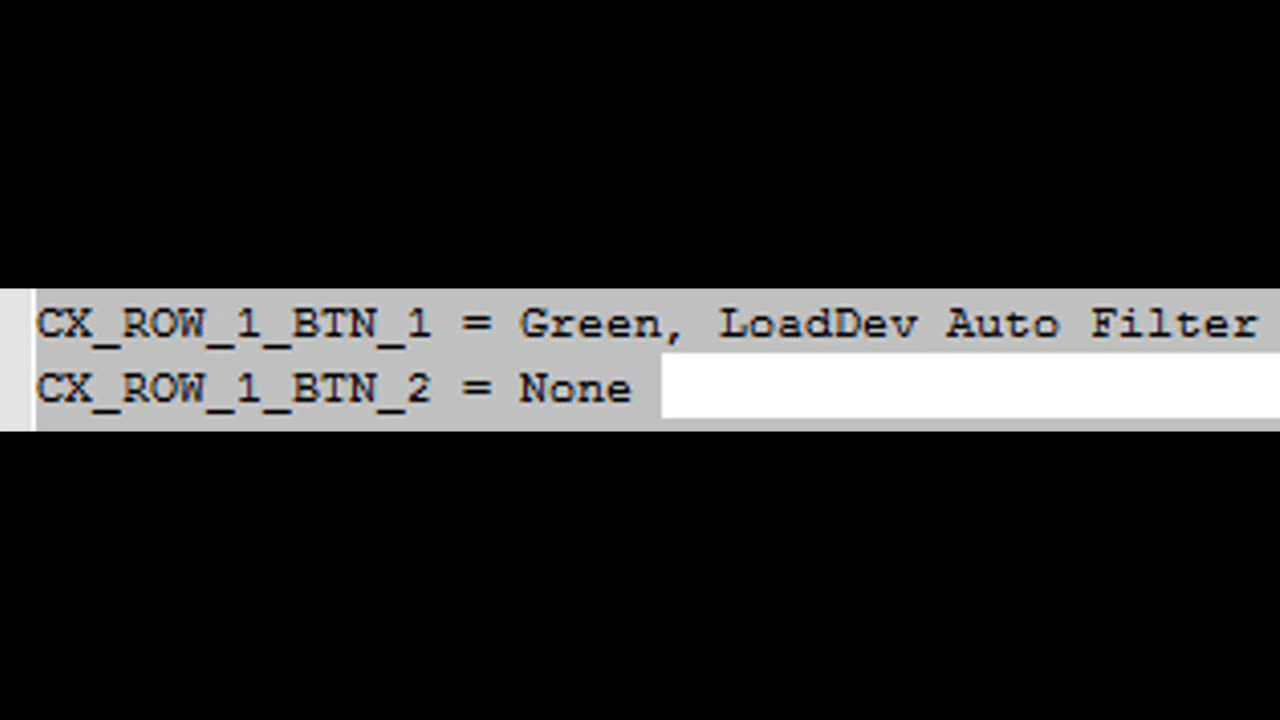 CX_ROW_1_BTN_1 = Green, LoadDev Auto Filter
CX_ROW_1_BTN_2 = None